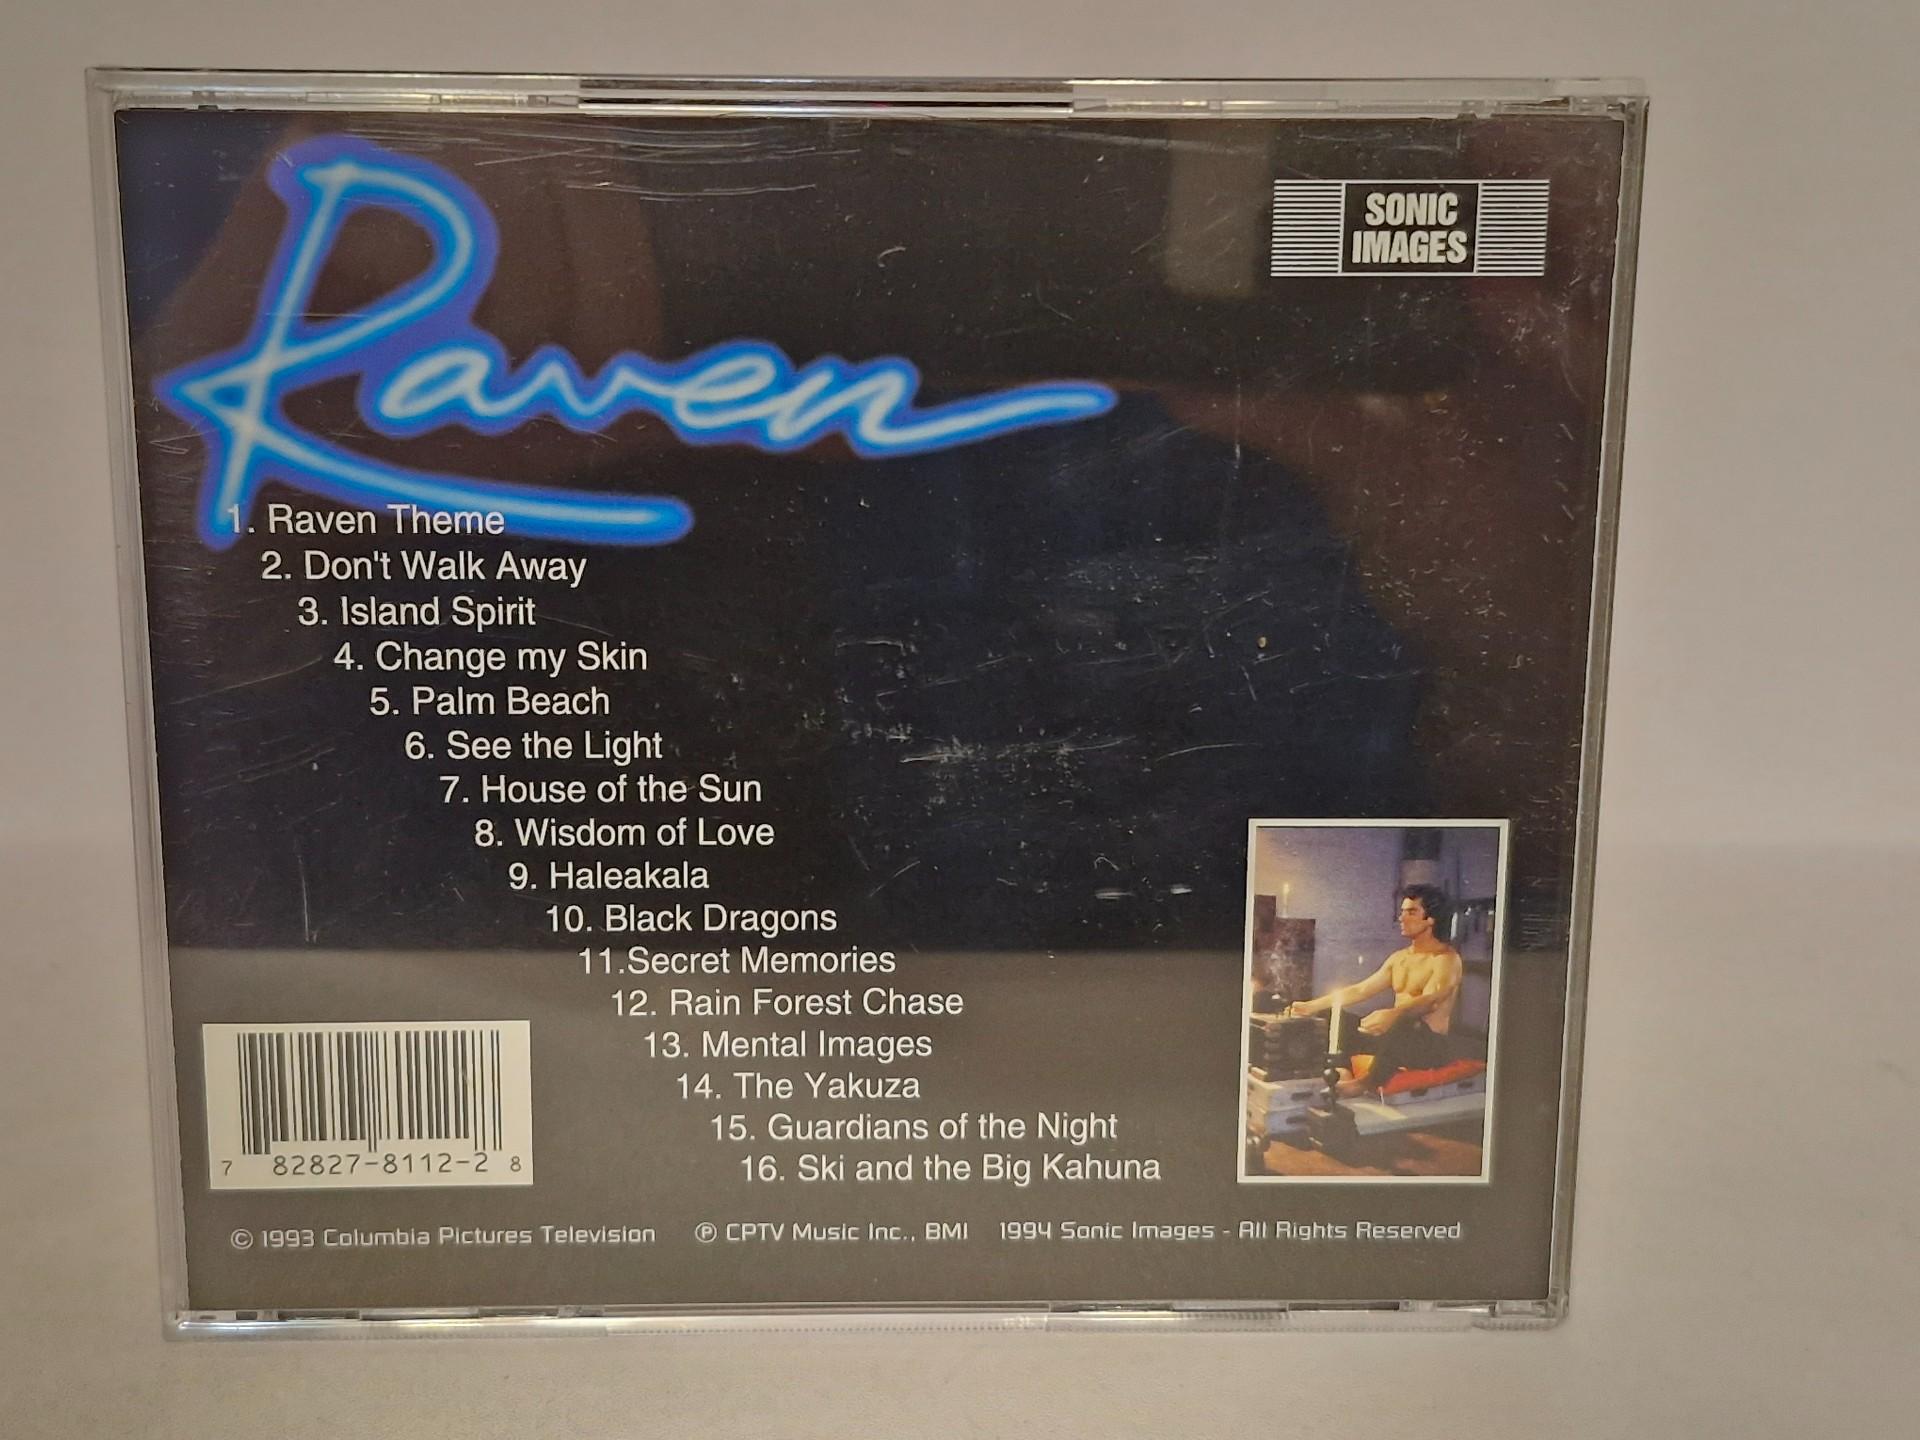 Raven
SONIC
IMAGES
1. Raven Theme
2. Don't Walk Away
3. Island Spirit
4. Change my Skin
5. Palm Beach
6. See the Light
7. House of the Sun
8. Wisdom of Love
9. Haleakala
10. Black Dragons
11.Secret Memories
12. Rain Forest Chase
13. Mental Images
14. The Yakuza
15. Guardians of the Night
16. Ski and the Big Kahuna
7 82827-8112-2 8
© 1993 Columbia Pictures Television ℗ CPTV Music Inc., BMI 1994 Sonic Images - All Rights Reserved